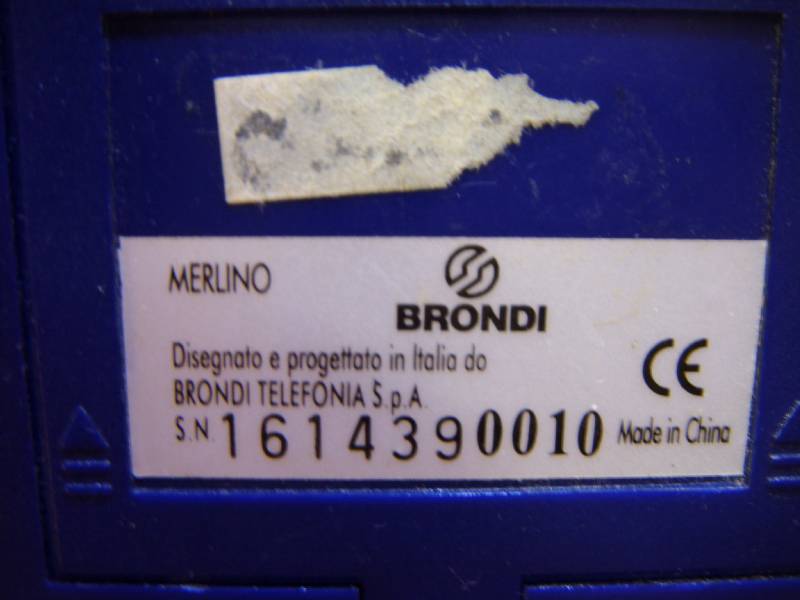 MERLINO
BRONDI
Disegnato e progettato in Italia do
BRONDI TELEFONIA S.p.A.
S.N. 1614390010 Made in China
CE